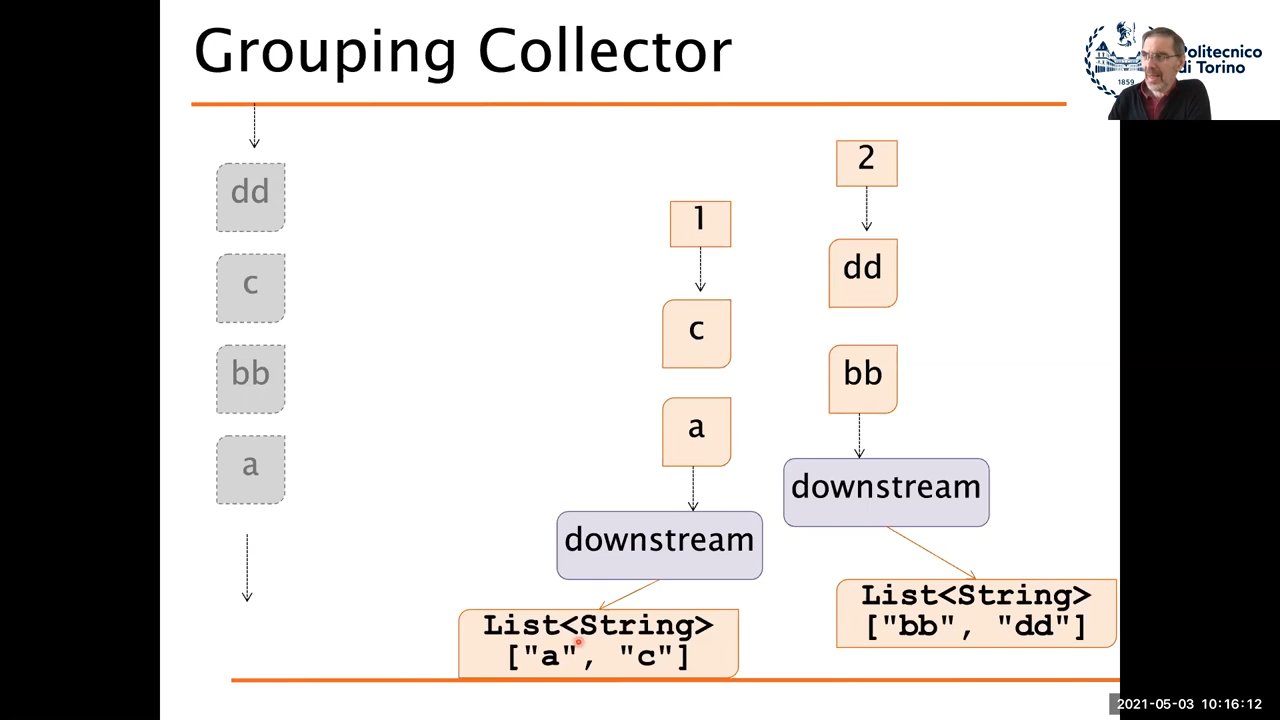 Grouping Collector
Politecnico
di Torino
1859
dd
c
bb
a
1
c
a
downstream
List<String>
["a", "c"]
2
dd
bb
downstream
List<String>
["bb", "dd"]
2021-05-03 10:16:12